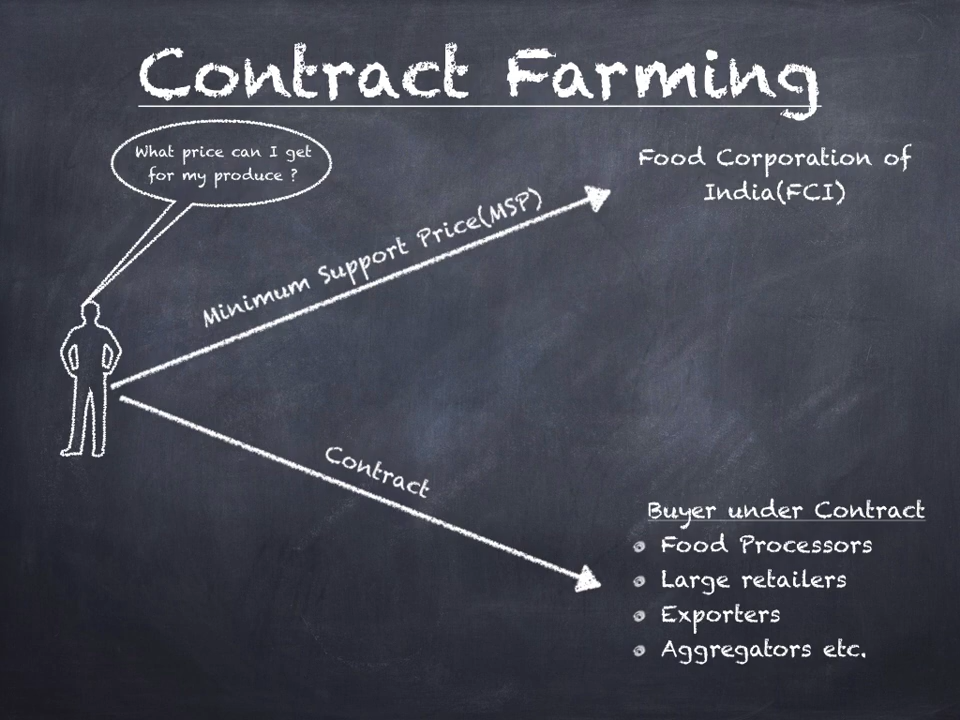 Contract Farming
What price can I get
for my produce ?
Minimum Support Price(MSP)
Food Corporation of
India(FCI)
Contract
Buyer under Contract
Food Processors
Large retailers
Exporters
Aggregators etc.